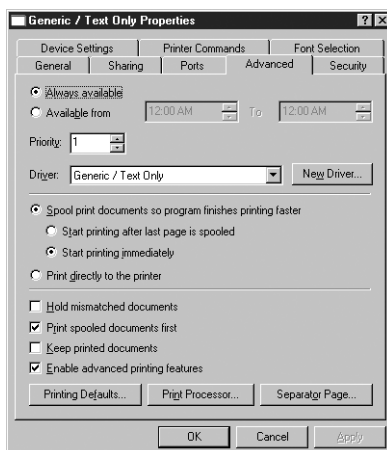 Generic / Text Only Properties
Device Settings Printer Commands Font Selection
General Sharing Ports Advanced Security
Always available
Available from 12:00 AM To 12:00 AM
Priority: 1
Driver: Generic / Text Only New Driver...
Spool print documents so program finishes printing faster
Start printing after last page is spooled
Start printing immediately
Print directly to the printer
Hold mismatched documents
Print spooled documents first
Keep printed documents
Enable advanced printing features
Printing Defaults... Print Processor... Separator Page...
OK Cancel Apply